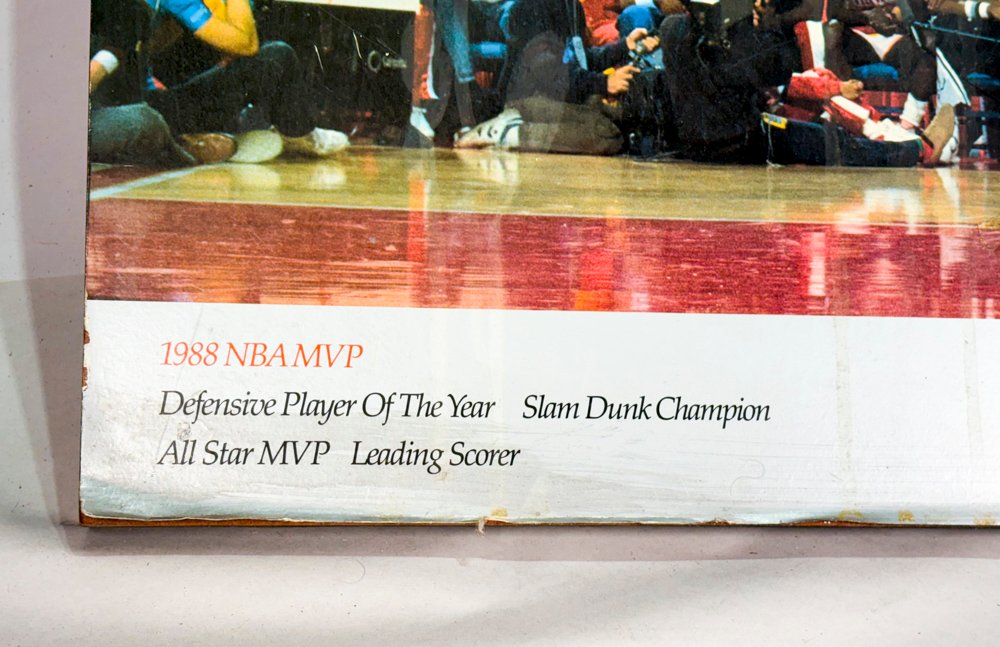 1988 NBA MVP
Defensive Player Of The Year Slam Dunk Champion
All Star MVP Leading Scorer